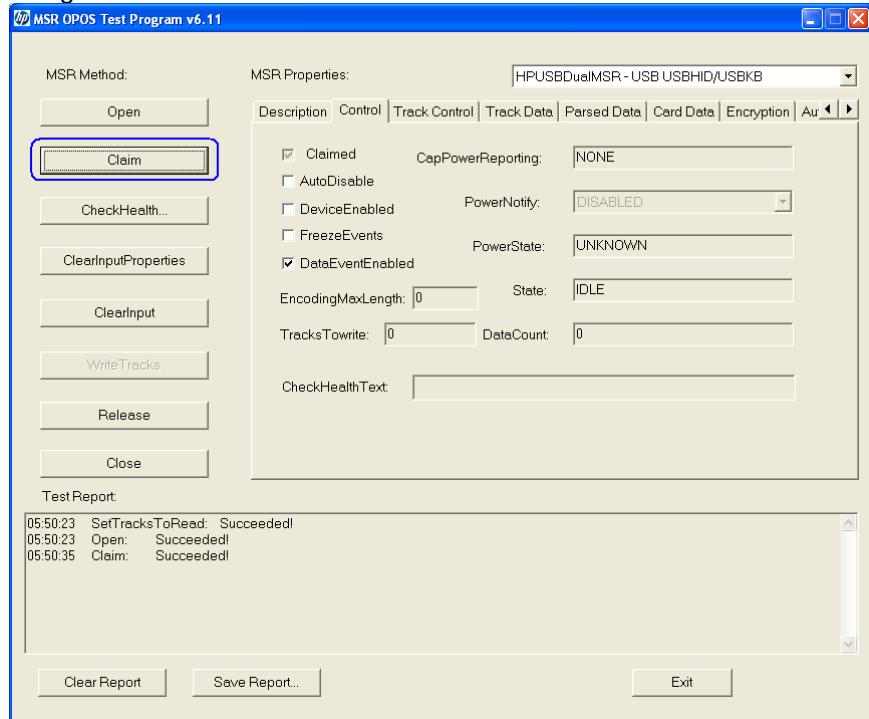 MSR OPOS Test Program v6.11
MSR Method:
MSR Properties:
HPUSBDualMSR - USB USBHID/USBKB
Open
Claim
CheckHealth...
ClearInputProperties
ClearInput
WriteTracks
Release
Close
Description Control Track Control Track Data Parsed Data Card Data Encryption Au
Claimed
AutoDisable
DeviceEnabled
FreezeEvents
DataEventEnabled
CapPowerReporting: NONE
PowerNotify: DISABLED
PowerState: UNKNOWN
EncodingMaxLength: 0
State: IDLE
TracksTowrite: 0
DataCount: 0
CheckHealthText:
Test Report:
05:50:23 SetTracksToRead: Succeeded!
05:50:23 Open: Succeeded!
05:50:35 Claim: Succeeded!
Clear Report
Save Report...
Exit